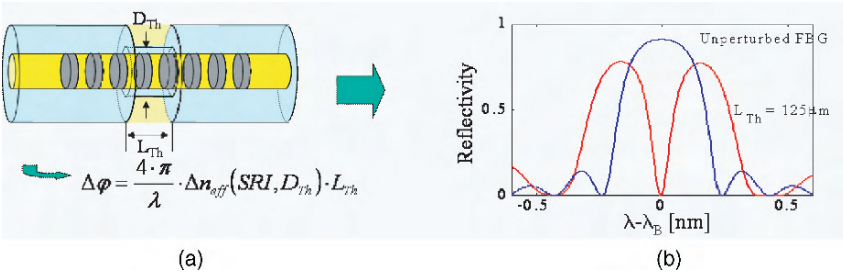 D_Th
L_Th
Δφ = 4·π / λ · Δn_eff(SRI, D_Th) · L_Th
(a)
Reflectivity
1
0.5
0
Unperturbed FBG
L_Th = 125μm
-0.5 0 0.5
λ-λ_B [nm]
(b)